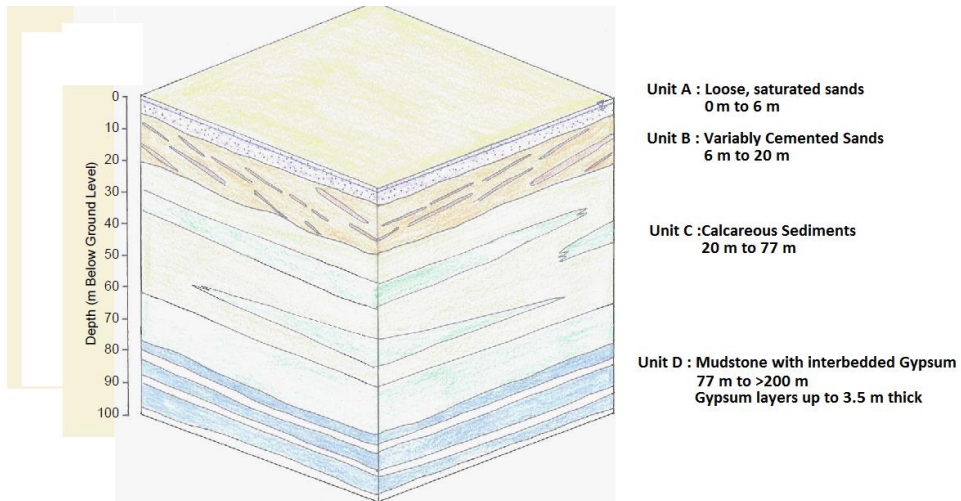 0
10
20
30
40
50
60
70
80
90
100
Depth (m Below Ground Level)
Unit A : Loose, saturated sands
0 m to 6 m
Unit B : Variably Cemented Sands
6 m to 20 m
Unit C :Calcareous Sediments
20 m to 77 m
Unit D : Mudstone with interbedded Gypsum
77 m to >200 m
Gypsum layers up to 3.5 m thick